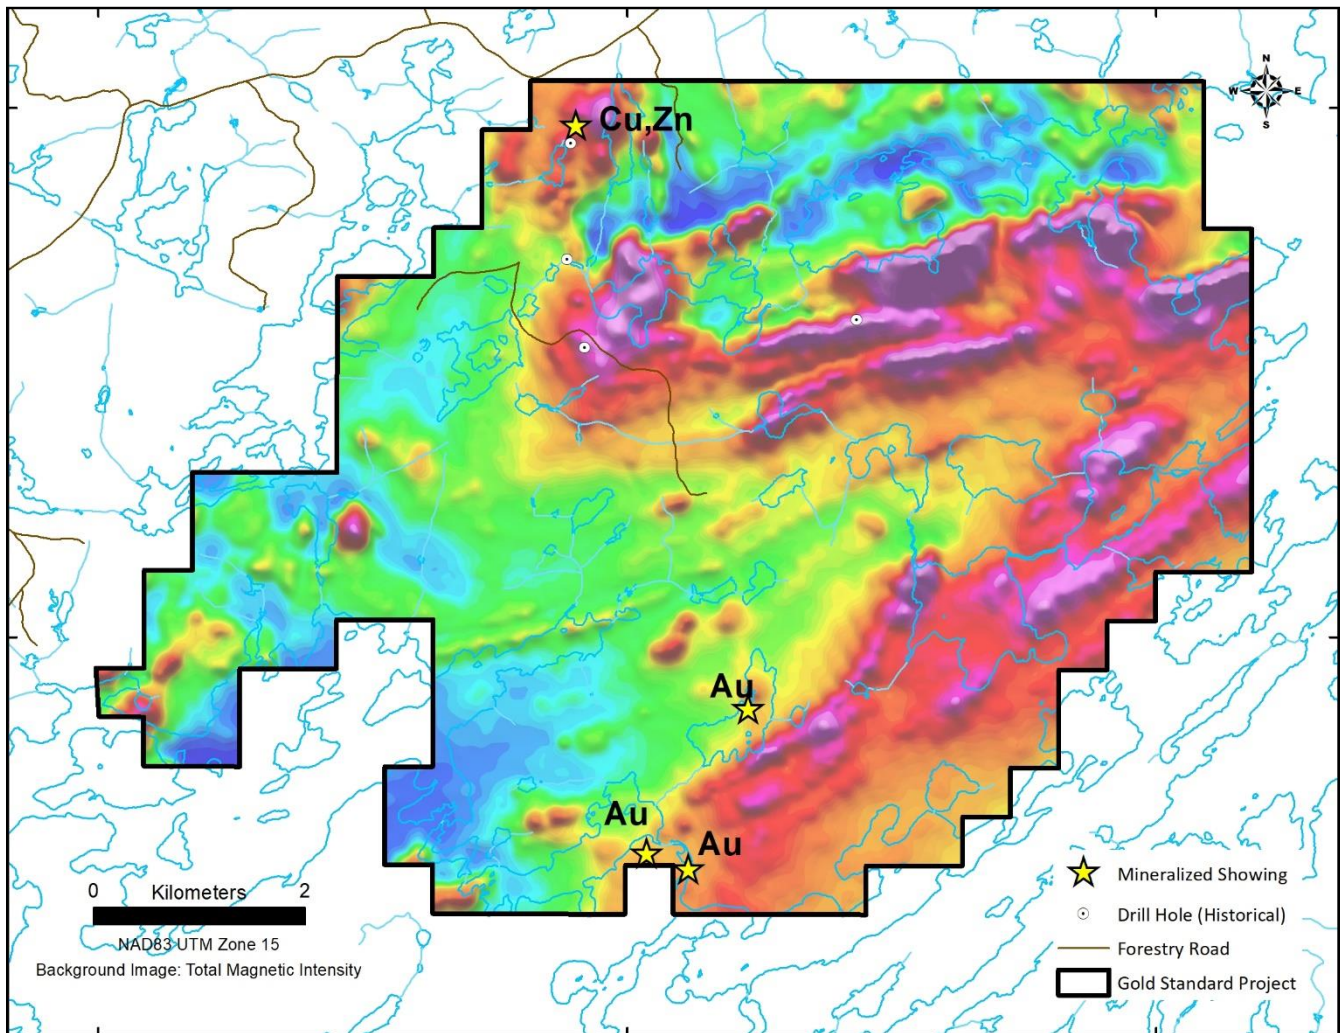 N
W E
S
Cu,Zn
Au
Au
Au
0 Kilometers 2
NAD83 UTM Zone 15
Background Image: Total Magnetic Intensity
Mineralized Showing
Drill Hole (Historical)
Forestry Road
Gold Standard Project